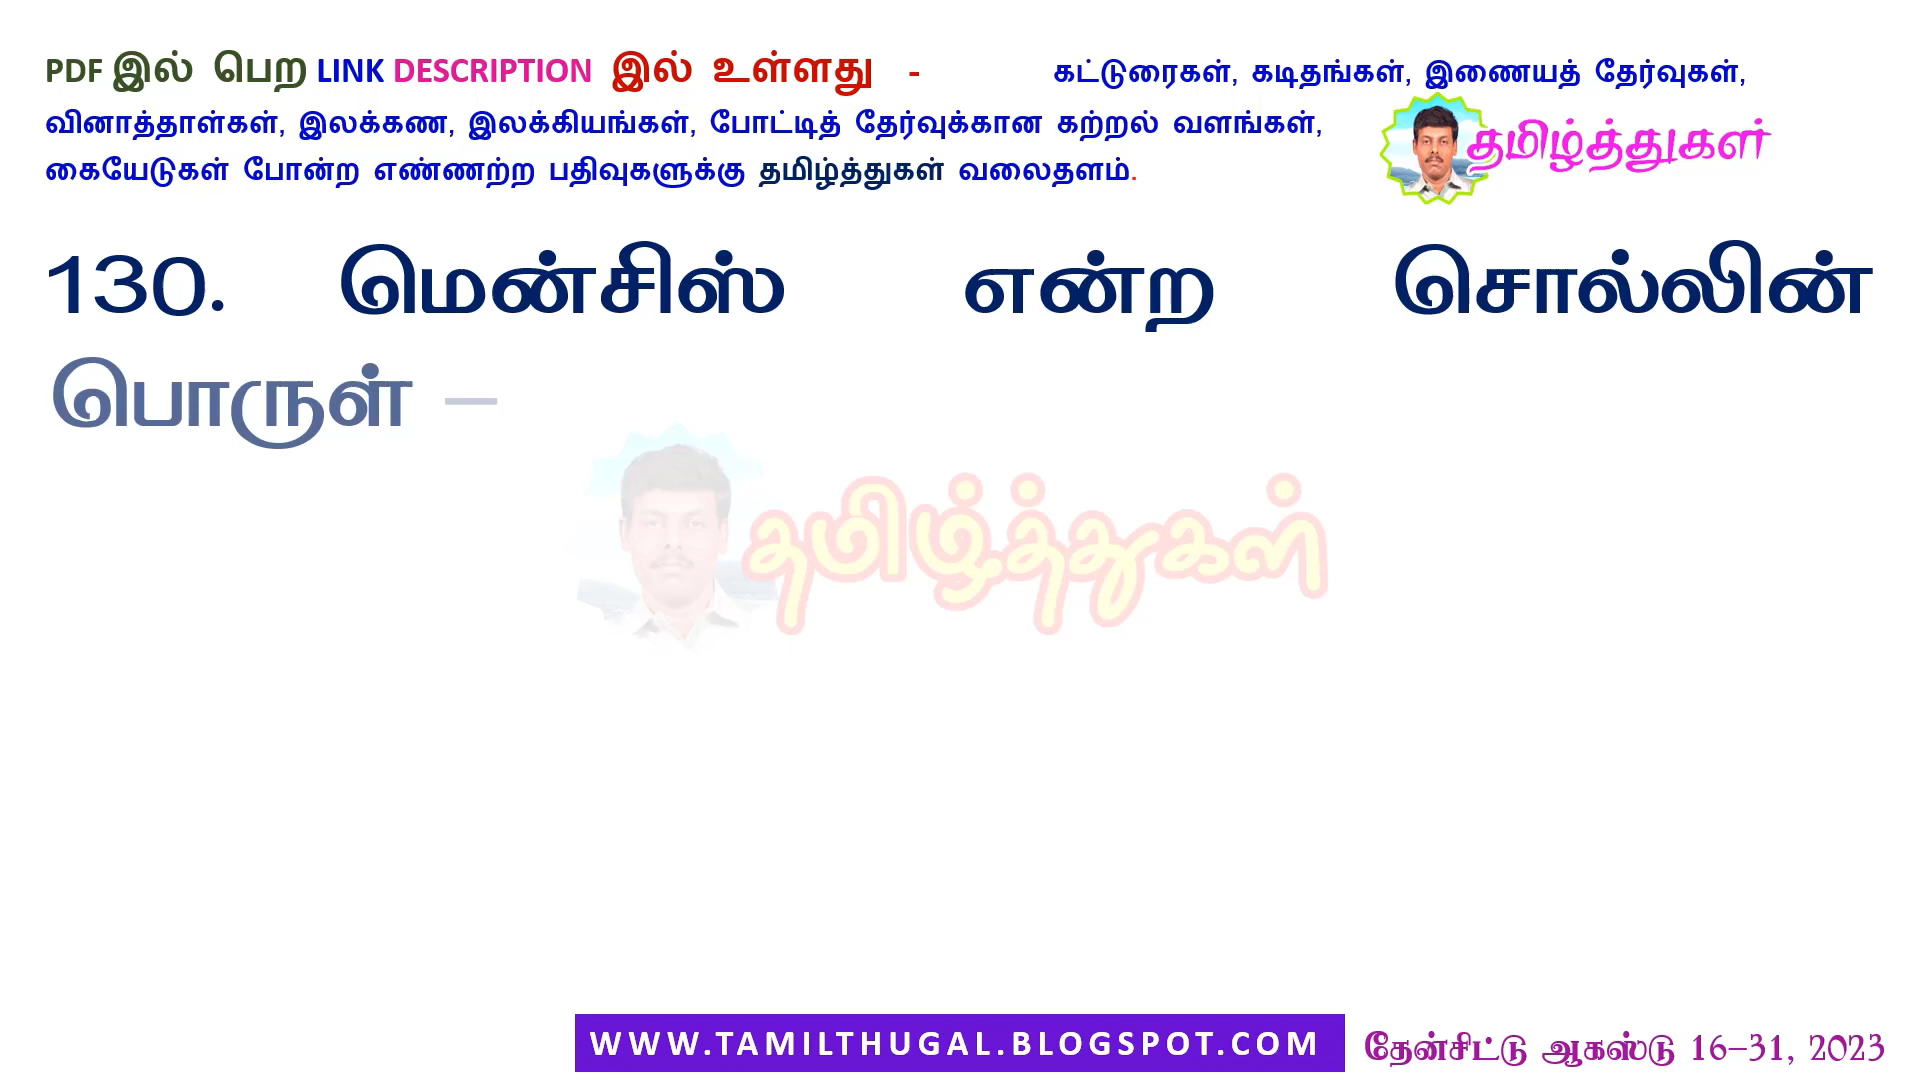 PDF இல் பெற LINK DESCRIPTION இல் உள்ளது - கட்டுரைகள், கடிதங்கள், இணையத் தேர்வுகள்,
வினாத்தாள்கள், இலக்கண, இலக்கியங்கள், போட்டித் தேர்வுக்கான கற்றல் வளங்கள்,
தமிழ்த்துகள்
கையேடுகள் போன்ற எண்ணற்ற பதிவுகளுக்கு தமிழ்த்துகள் வலைதளம்.
130. மென்சிஸ் என்ற சொல்லின்
பொருள் –
தமிழ்த்துகள்
WWW.TAMILTHUGAL.BLOGSPOT.COM
தேன்சிட்டு ஆகஸ்டு 16–31, 2023